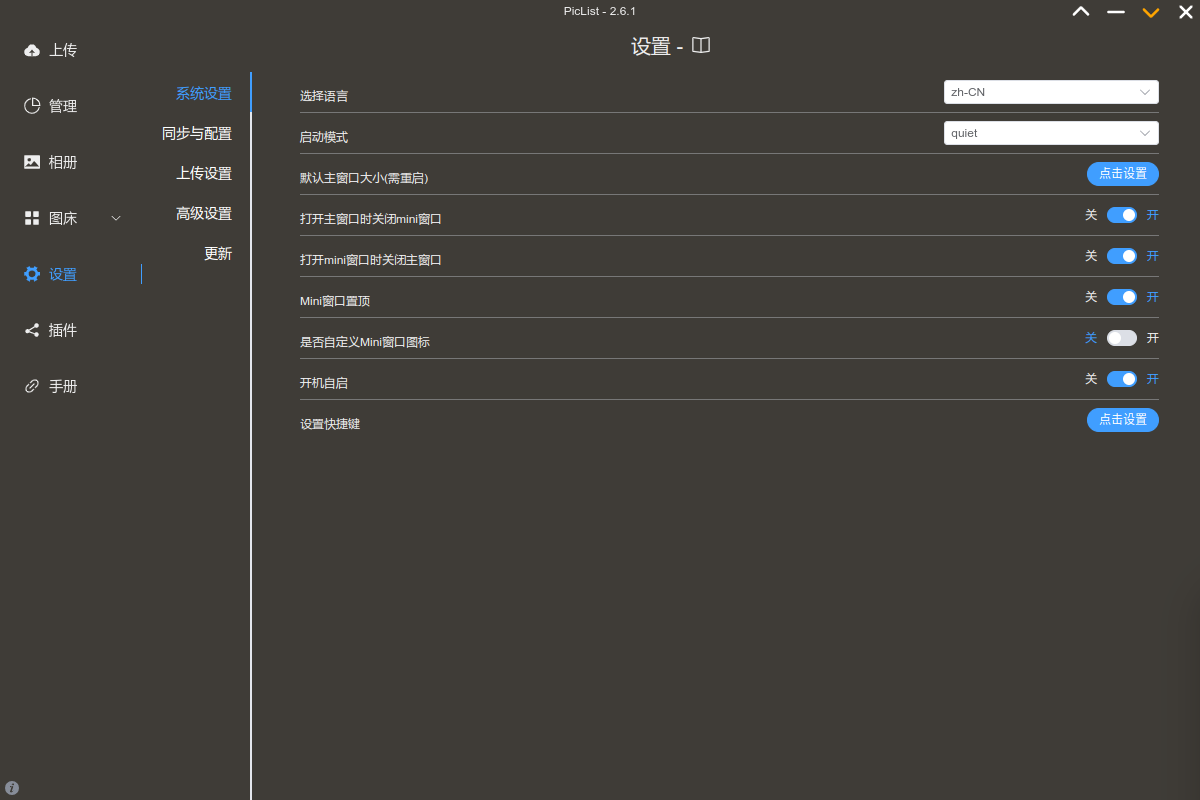 PicList - 2.6.1
上传
管理
相册
图床
设置
插件
手册
系统设置
同步与配置
上传设置
高级设置
更新
设置 -
选择语言 zh-CN
启动模式 quiet
默认主窗口大小(需重启) 点击设置
打开主窗口时关闭mini窗口 关 开
打开mini窗口时关闭主窗口 关 开
Mini窗口置顶 关 开
是否自定义Mini窗口图标 关 开
开机自启 关 开
设置快捷键 点击设置